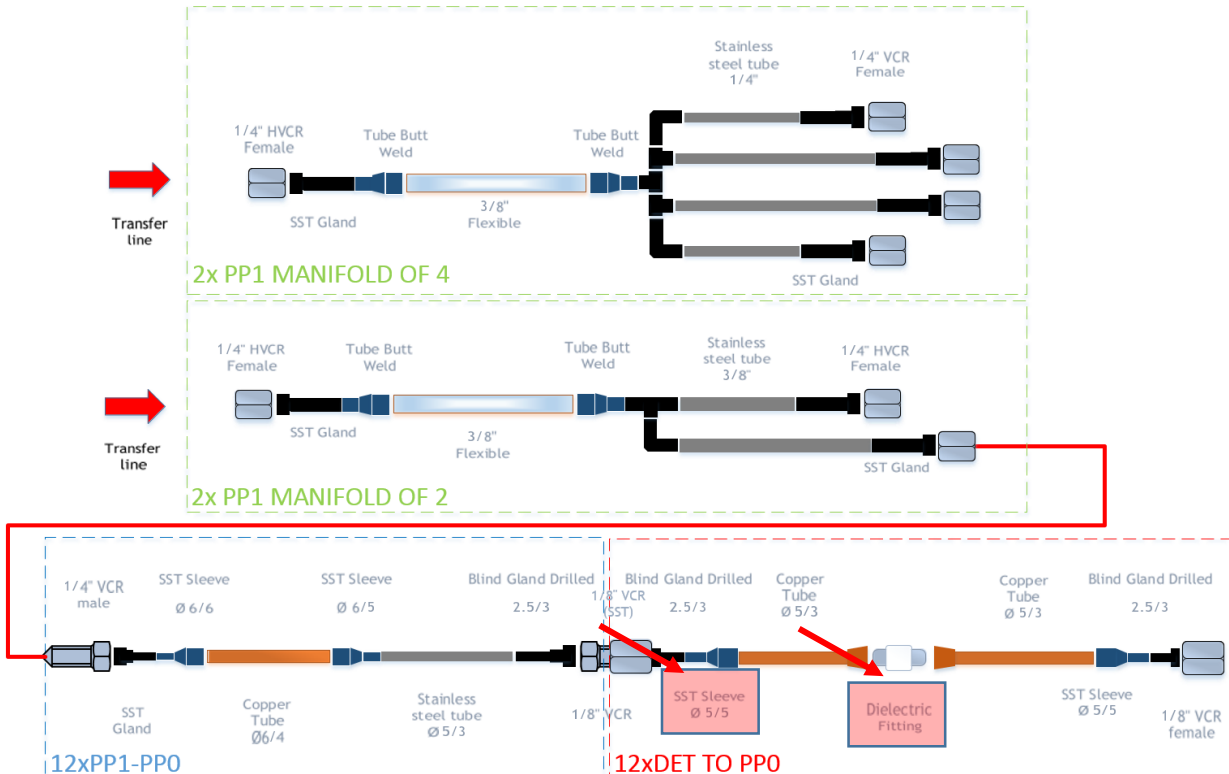 Stainless
steel tube
1/4"
1/4" VCR
Female
1/4" HVCR
Female
Tube Butt
Weld
Tube Butt
Weld
Transfer
line
SST Gland
3/8"
Flexible
SST Gland
2x PP1 MANIFOLD OF 4
1/4" HVCR
Female
Tube Butt
Weld
Tube Butt
Weld
Stainless
steel tube
3/8"
1/4" HVCR
Female
Transfer
line
SST Gland
3/8"
Flexible
SST Gland
2x PP1 MANIFOLD OF 2
1/4" VCR
male
SST Sleeve
Ø 6/6
SST Sleeve
Ø 6/5
Blind Gland Drilled
2.5/3
1/8" VCR
(SST)
Blind Gland Drilled
2.5/3
Copper
Tube
Ø 5/3
Copper
Tube
Ø 5/3
Blind Gland Drilled
2.5/3
SST
Gland
Copper
Tube
Ø6/4
Stainless
steel tube
Ø 5/3
1/8" VCR
SST Sleeve
Ø 5/5
Dielectric
Fitting
SST Sleeve
Ø 5/5
1/8" VCR
female
12xPP1-PP0
12xDET TO PP0